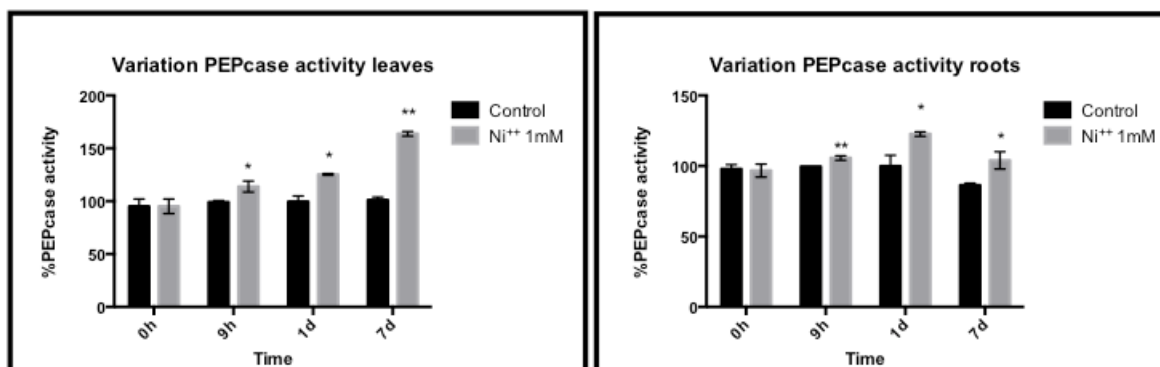 Variation PEPcase activity leaves
%PEPcase activity
200
150
100
50
0
*
*
**
Control
Ni⁺⁺ 1mM
0h
9h
1d
7d
Time
Variation PEPcase activity roots
%PEPcase activity
150
100
50
0
**
*
*
Control
Ni⁺⁺ 1mM
0h
9h
1d
7d
Time